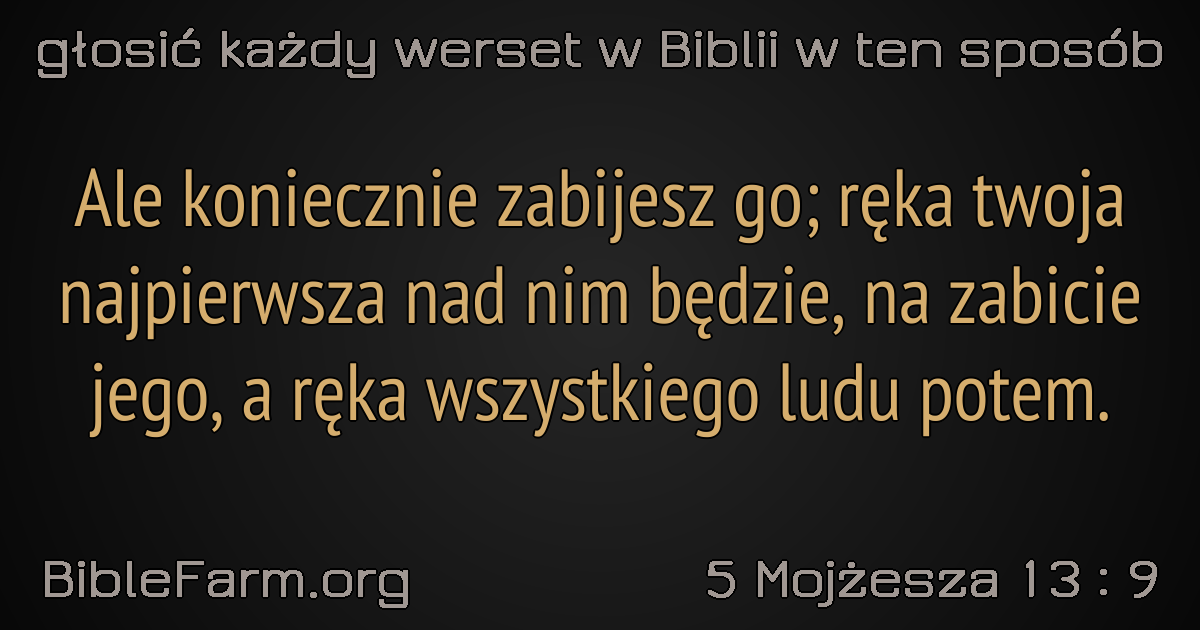 głosić każdy werset w Biblii w ten sposób
Ale koniecznie zabijesz go; ręka twoja
najpierwsza nad nim będzie, na zabicie
jego, a ręka wszystkiego ludu potem.
BibleFarm.org
5 Mojżesza 13 : 9